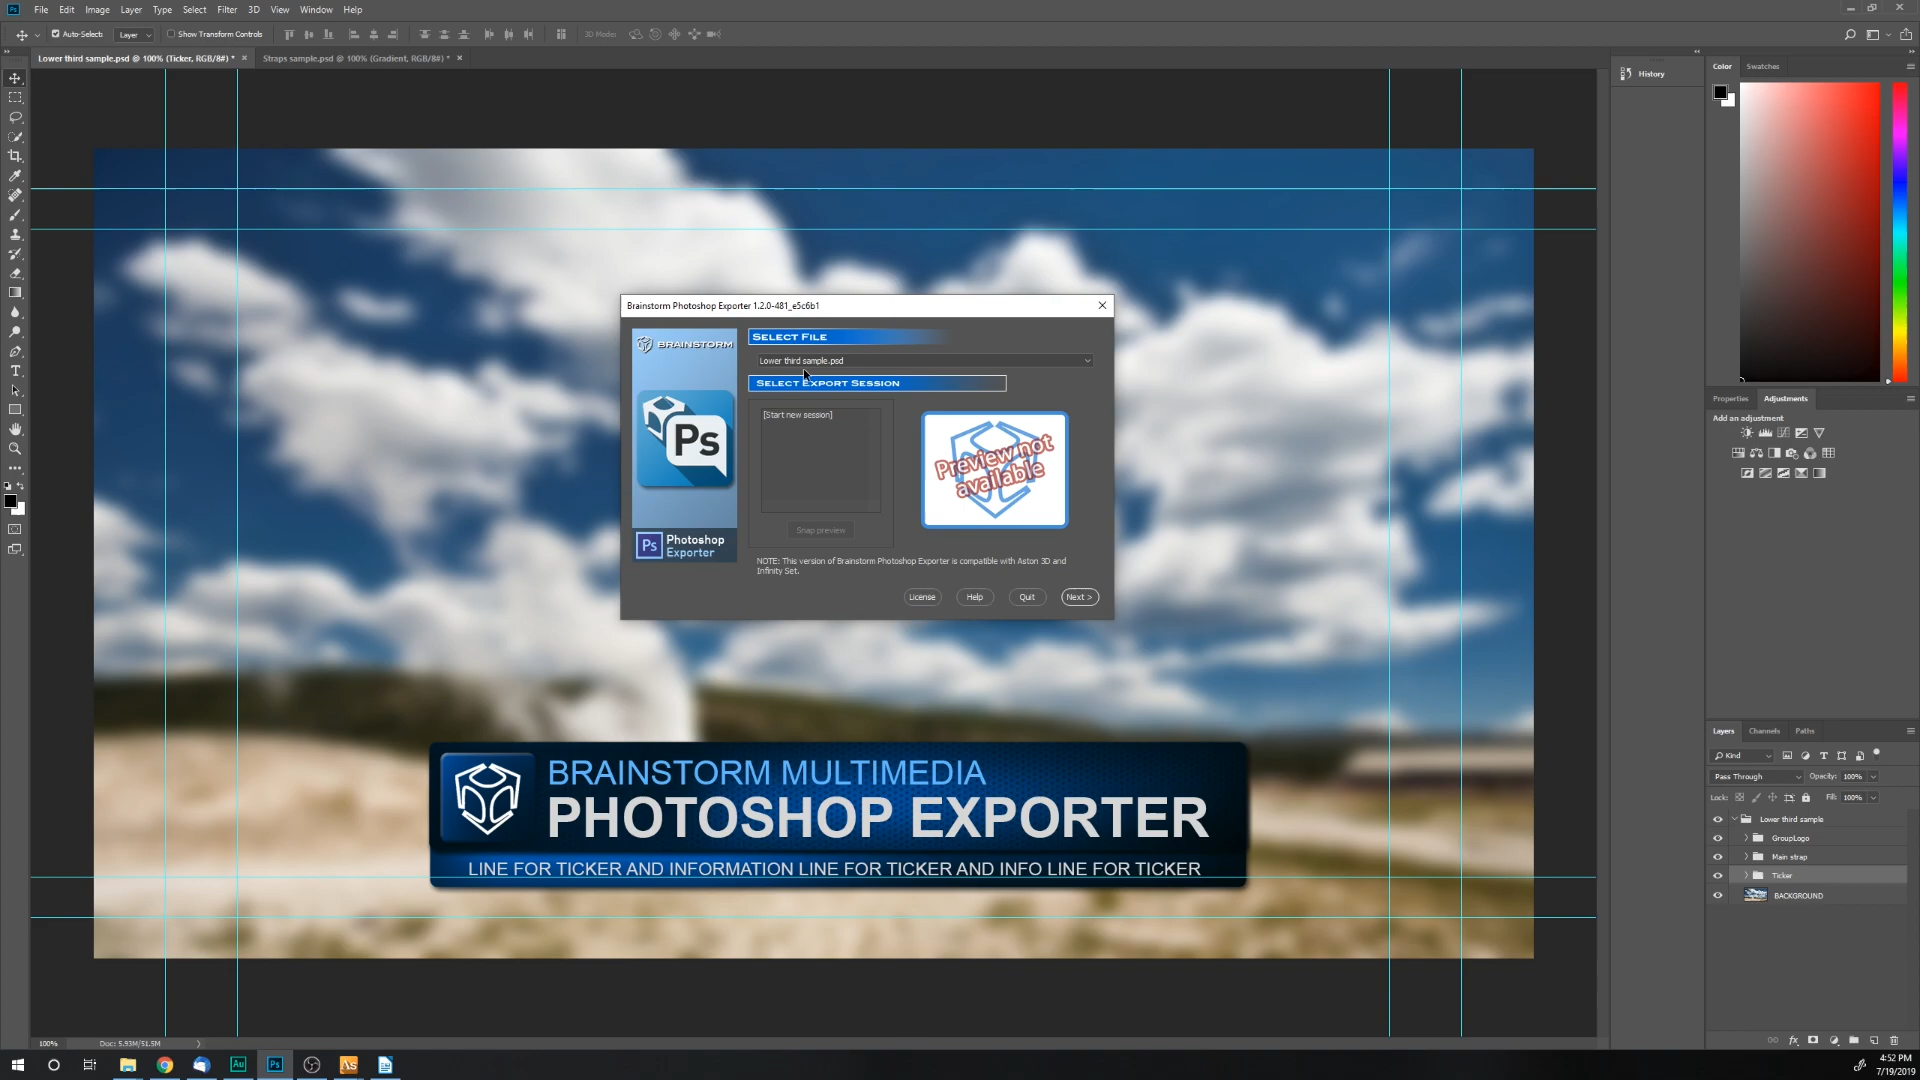 Ps File Edit Image Layer Type Select Filter 3D View Window Help
Auto-Select: Layer Show Transform Controls 3D Mode:
Lower third sample.psd @ 100% (Ticker, RGB/8#) * × Straps sample.psd @ 100% (Gradient, RGB/8#) * ×
History
Color Swatches
Brainstorm Photoshop Exporter 1.2.0-481_e5c6b1
BRAINSTORM
Ps
Ps Photoshop
Exporter
SELECT FILE
Lower third sample.psd
SELECT EXPORT SESSION
[Start new session]
Snap preview
Preview not
available
NOTE: This version of Brainstorm Photoshop Exporter is compatible with Aston 3D and
Infinity Set.
License Help Quit Next >
BRAINSTORM MULTIMEDIA
PHOTOSHOP EXPORTER
LINE FOR TICKER AND INFORMATION LINE FOR TICKER AND INFO LINE FOR TICKER
Properties Adjustments
Add an adjustment
Layers Channels Paths
Kind
Pass Through Opacity: 100%
Lock: Fill: 100%
Lower third sample
GroupLogo
Main strap
Ticker
BACKGROUND
fx
100% Doc: 5.93M/51.5M
Au Ps As
4:52 PM
7/19/2019